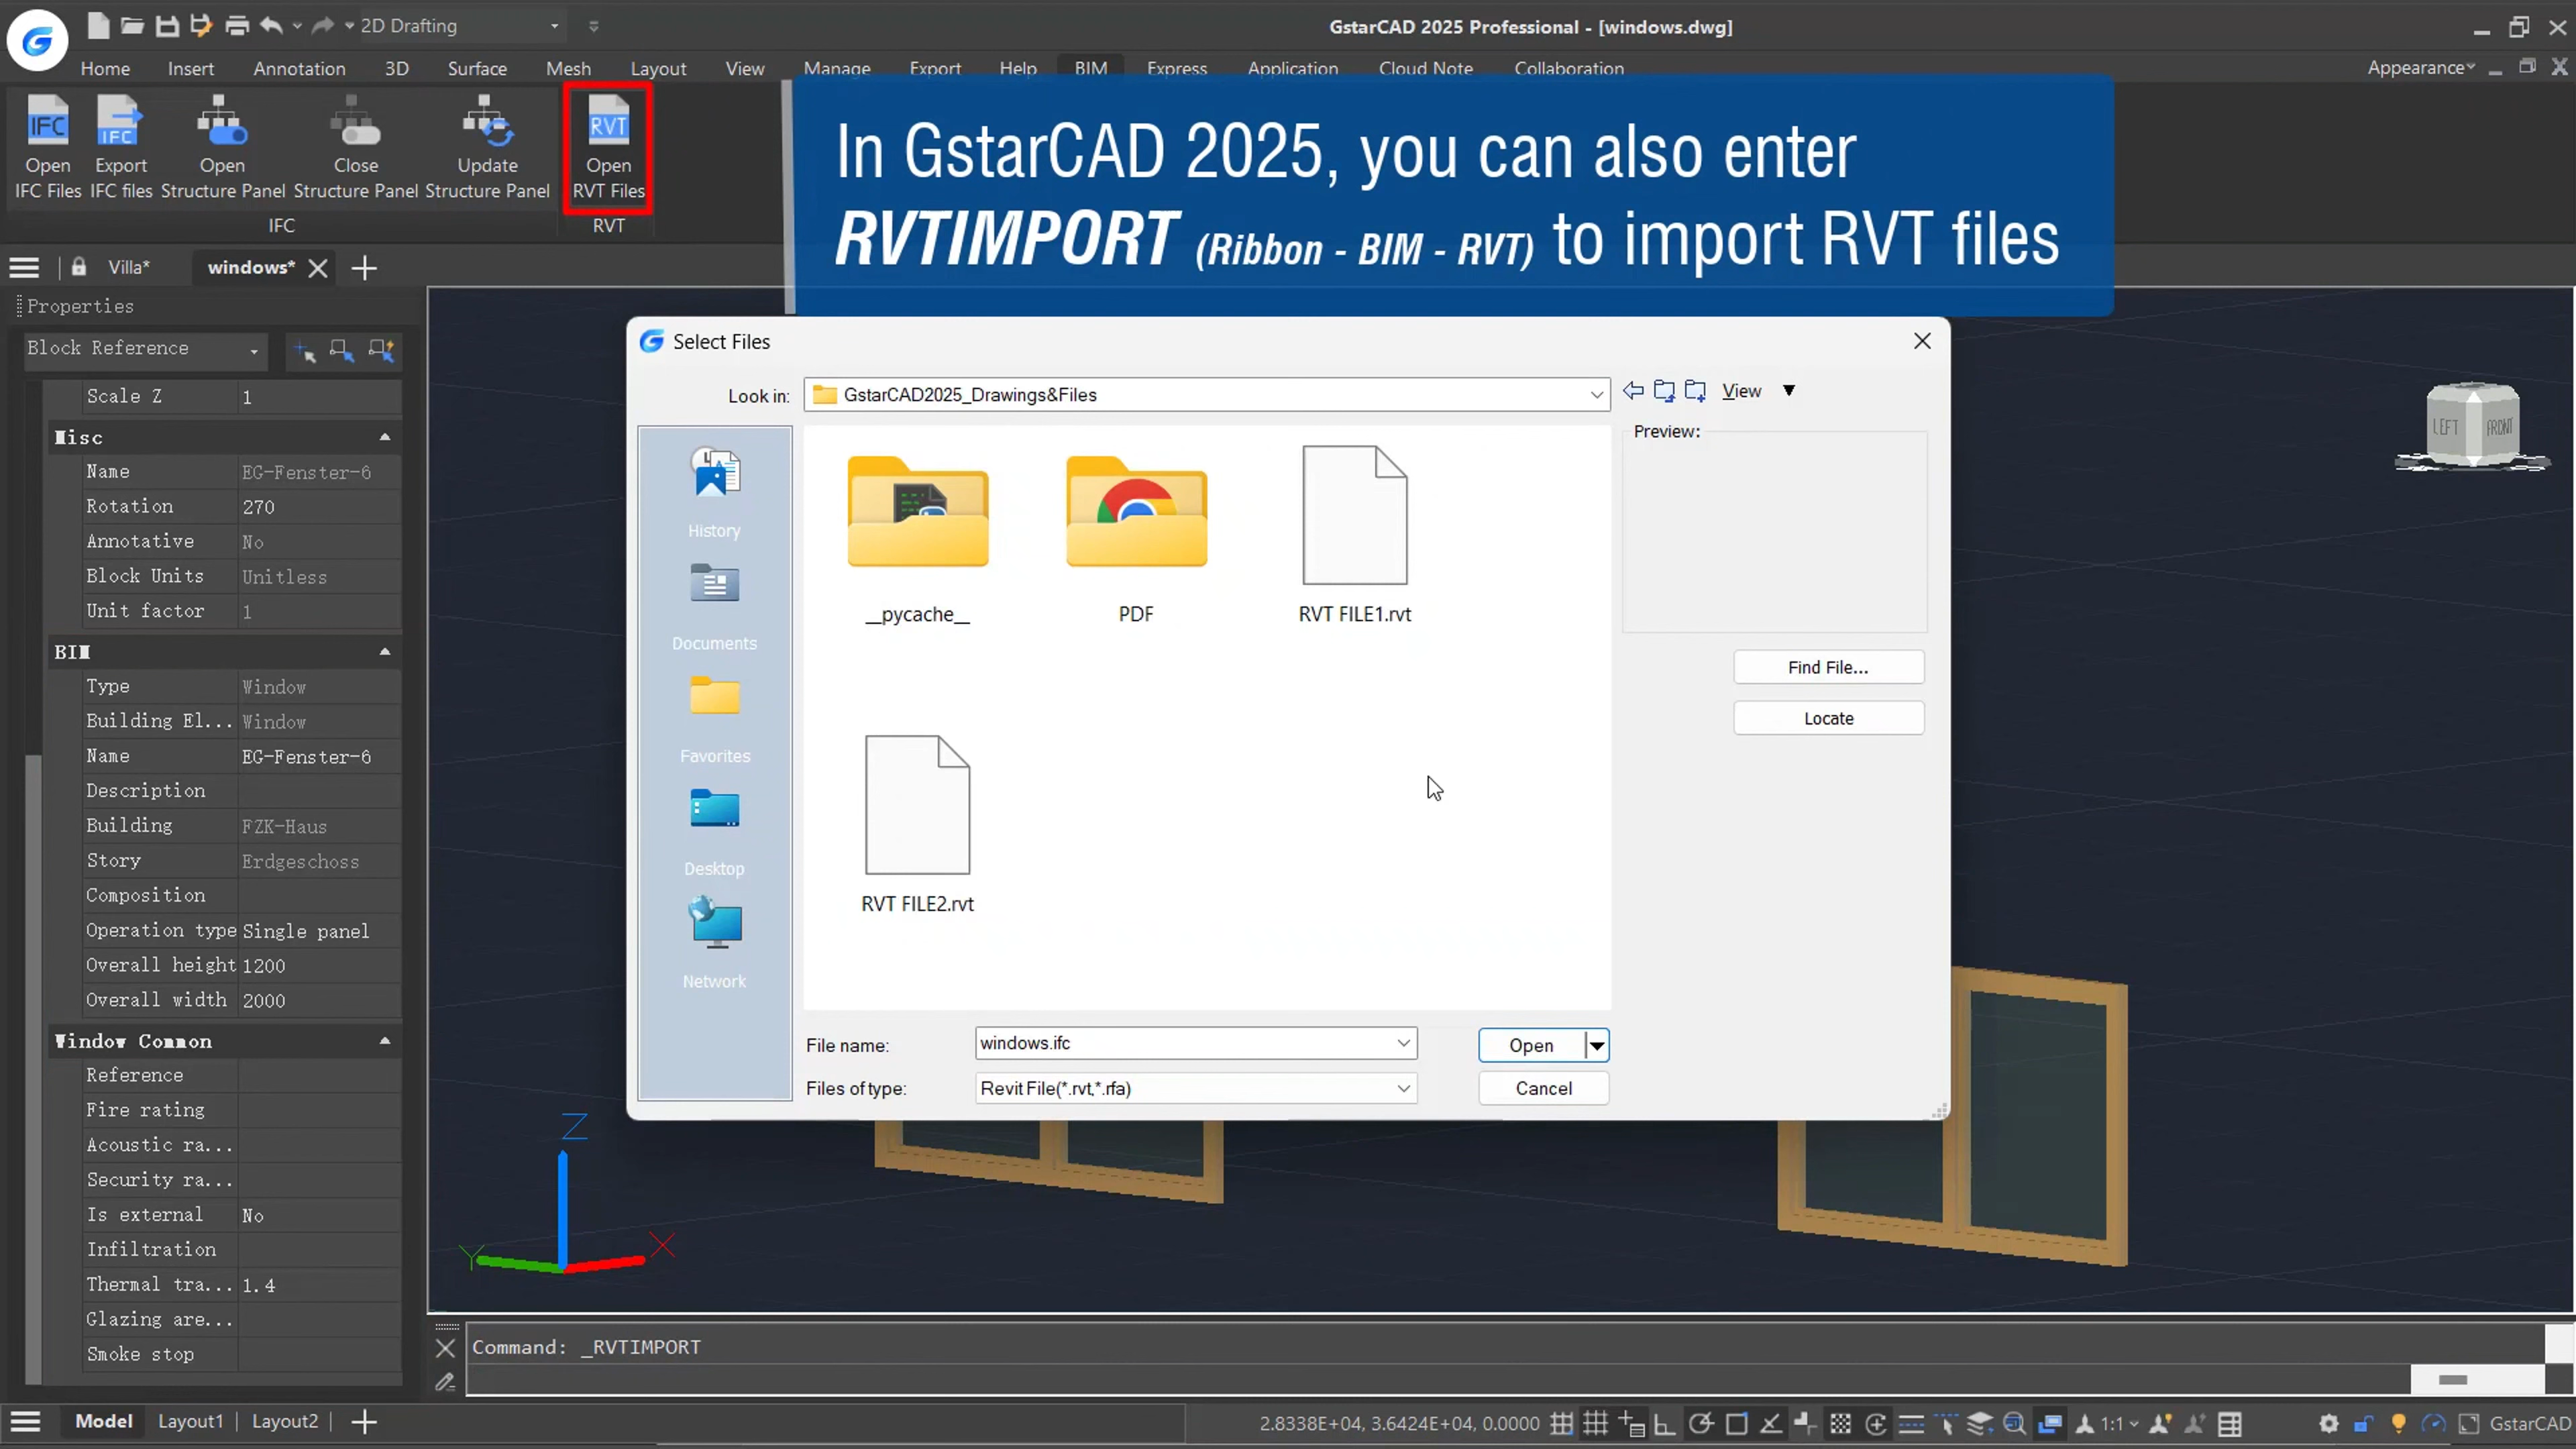 2D Drafting
GstarCAD 2025 Professional - [windows.dwg]
Home Insert Annotation 3D Surface Mesh Layout View Manage Export Help BIM Express Application Cloud Note Collaboration Appearance
IFC IFC RVT
Open Export Open Close Update Open
IFC Files IFC files Structure Panel Structure Panel Structure Panel RVT Files
IFC RVT
In GstarCAD 2025, you can also enter
RVTIMPORT (Ribbon - BIM - RVT) to import RVT files
Villa* windows*
Properties
Block Reference
Scale Z 1
Misc
Name EG-Fenster-6
Rotation 270
Annotative No
Block Units Unitless
Unit factor 1
BIM
Type Window
Building El... Window
Name EG-Fenster-6
Description
Building FZK-Haus
Story Erdgeschoss
Composition
Operation type Single panel
Overall height 1200
Overall width 2000
Window Common
Reference
Fire rating
Acoustic ra...
Security ra...
Is external No
Infiltration
Thermal tra... 1.4
Glazing are...
Smoke stop
Select Files
Look in: GstarCAD2025_Drawings&Files View
Preview:
History
Documents
Favorites
Desktop
Network
__pycache__ PDF RVT FILE1.rvt
RVT FILE2.rvt
Find File...
Locate
File name: windows.ifc Open
Files of type: Revit File(*.rvt,*.rfa) Cancel
LEFT FRONT
Z
Y X
Command: _RVTIMPORT
Model Layout1 Layout2
2.8338E+04, 3.6424E+04, 0.0000 1:1 GstarCAD